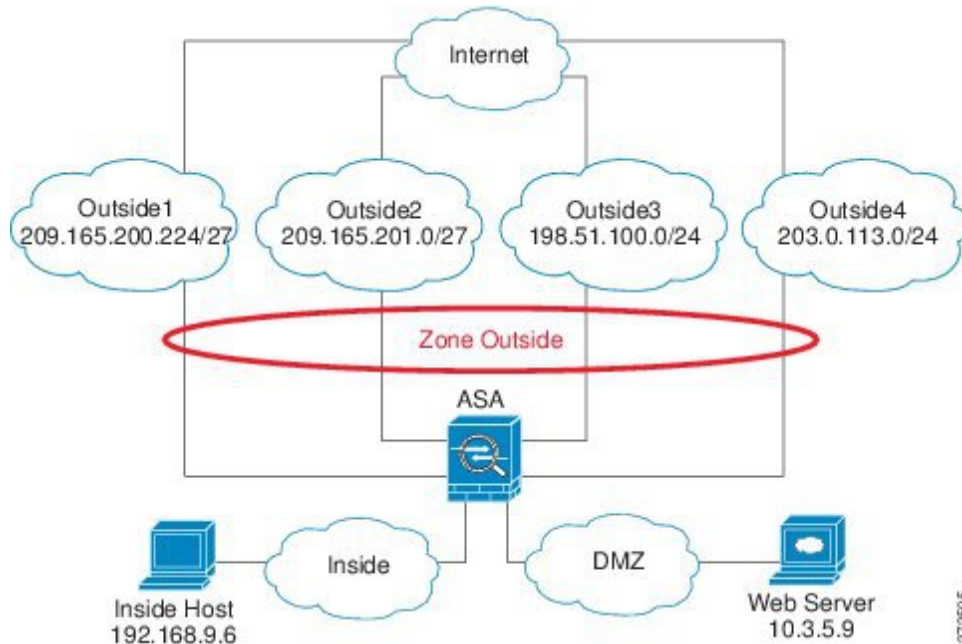 Internet
Outside1
209.165.200.224/27
Outside2
209.165.201.0/27
Outside3
198.51.100.0/24
Outside4
203.0.113.0/24
Zone Outside
ASA
Inside
DMZ
Inside Host
192.168.9.6
Web Server
10.3.5.9